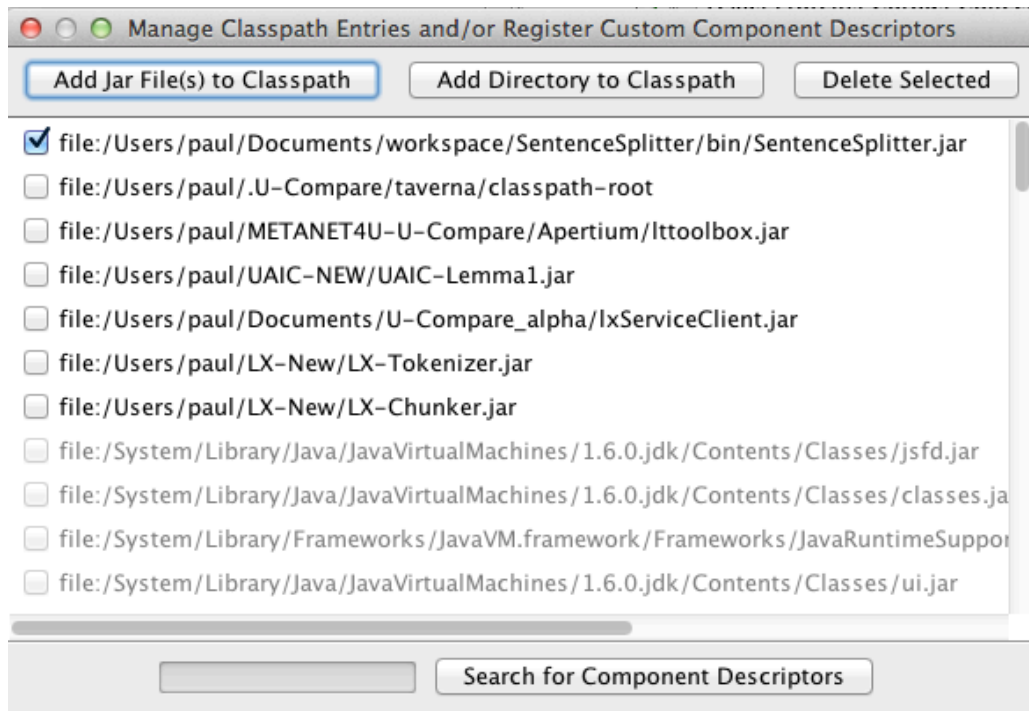 Manage Classpath Entries and/or Register Custom Component Descriptors
Add Jar File(s) to Classpath Add Directory to Classpath Delete Selected
file:/Users/paul/Documents/workspace/SentenceSplitter/bin/SentenceSplitter.jar
file:/Users/paul/.U-Compare/taverna/classpath-root
file:/Users/paul/METANET4U-U-Compare/Apertium/lttoolbox.jar
file:/Users/paul/UAIC-NEW/UAIC-Lemma1.jar
file:/Users/paul/Documents/U-Compare_alpha/lxServiceClient.jar
file:/Users/paul/LX-New/LX-Tokenizer.jar
file:/Users/paul/LX-New/LX-Chunker.jar
file:/System/Library/Java/JavaVirtualMachines/1.6.0.jdk/Contents/Classes/jsfd.jar
file:/System/Library/Java/JavaVirtualMachines/1.6.0.jdk/Contents/Classes/classes.ja
file:/System/Library/Frameworks/JavaVM.framework/Frameworks/JavaRuntimeSuppor
file:/System/Library/Java/JavaVirtualMachines/1.6.0.jdk/Contents/Classes/ui.jar
Search for Component Descriptors